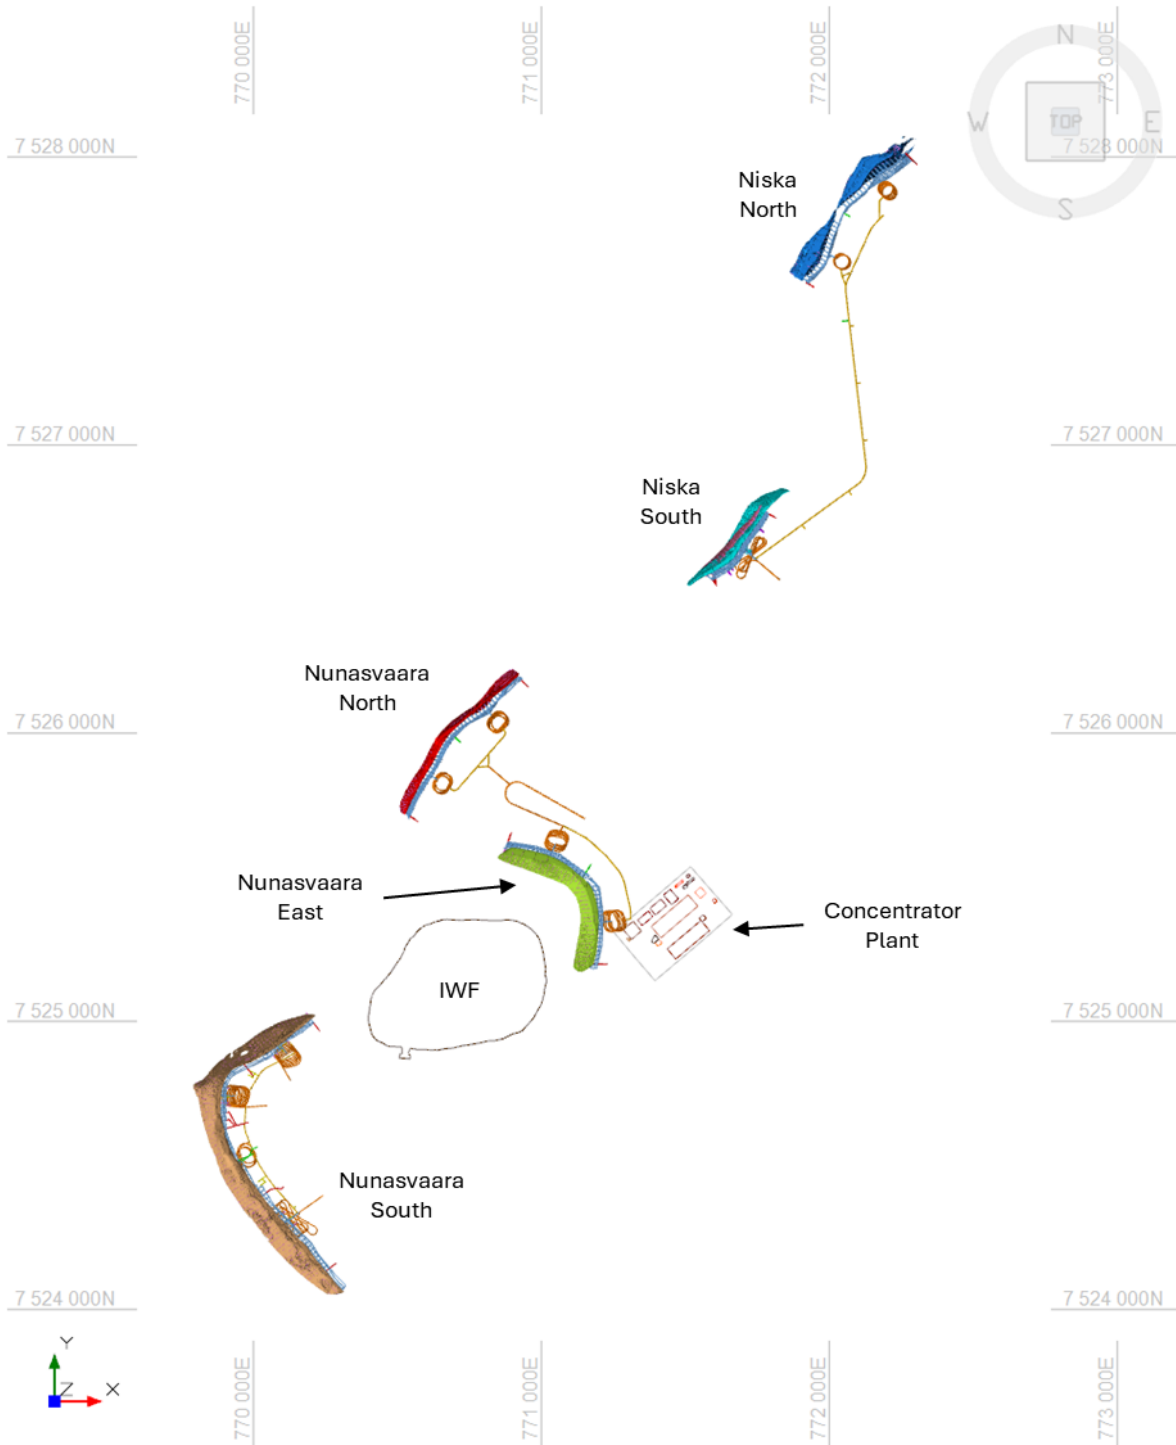 770 000E
771 000E
772 000E
773 000E
N
W
TOP
E
S
7 528 000N
7 528 000N
Niska
North
7 527 000N
7 527 000N
Niska
South
Nunasvaara
North
7 526 000N
7 526 000N
Nunasvaara
East
Concentrator
Plant
IWF
7 525 000N
7 525 000N
Nunasvaara
South
7 524 000N
7 524 000N
Y
Z
X
770 000E
771 000E
772 000E
773 000E